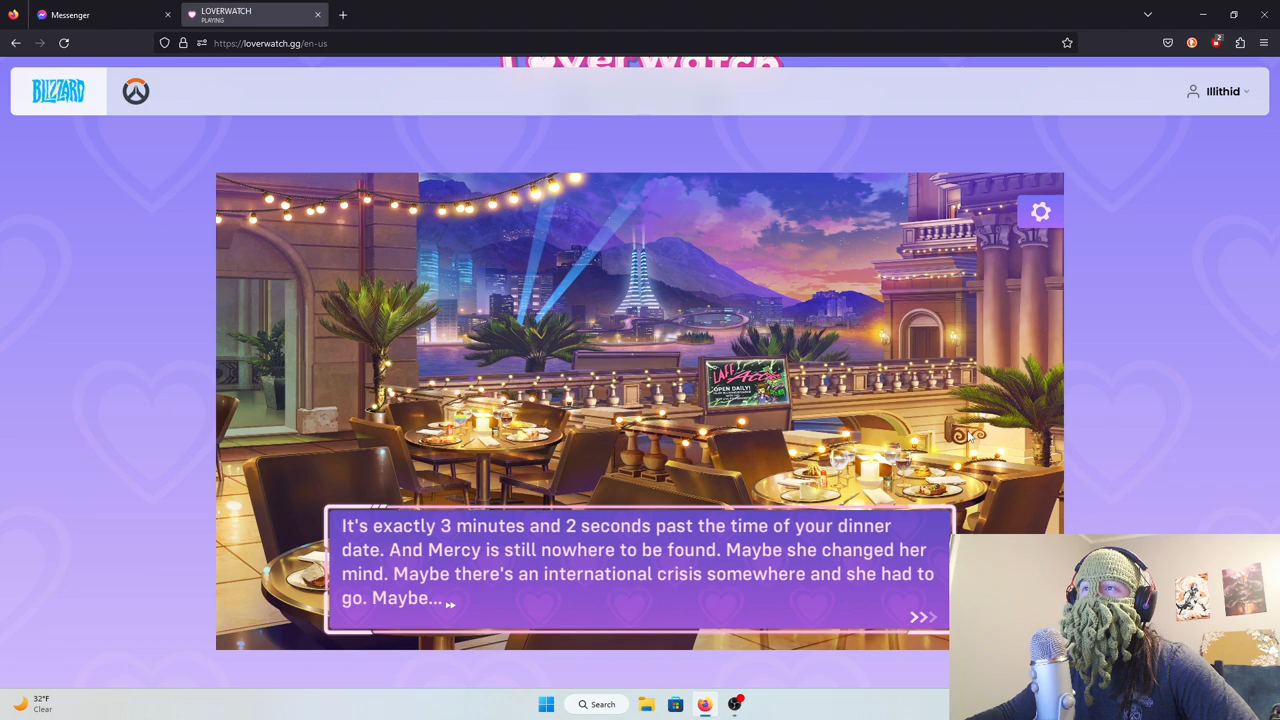 Messenger
LOVERWATCH
PLAYING
https://loverwatch.gg/en-us
2
Loverwatch
BLIZZARD
Illithid
LAFF
OPEN DAILY!
It's exactly 3 minutes and 2 seconds past the time of your dinner
date. And Mercy is still nowhere to be found. Maybe she changed her
mind. Maybe there's an international crisis somewhere and she had to
go. Maybe...
32°F
Clear
Search